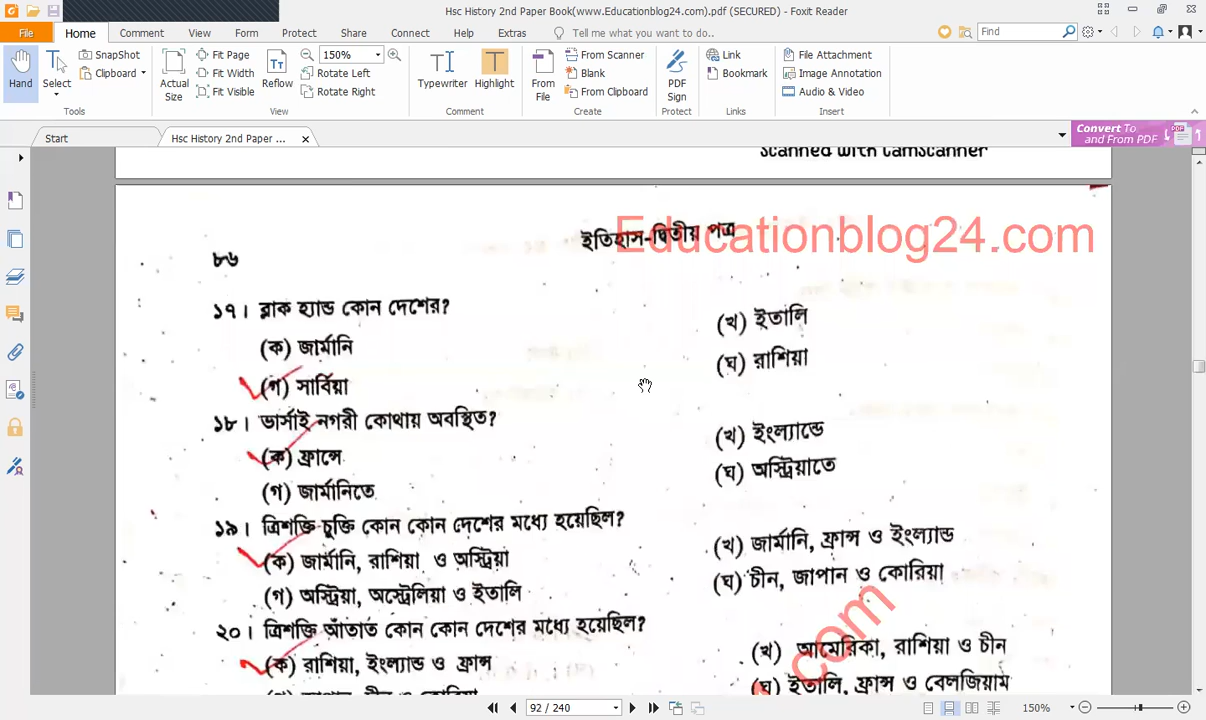 Hsc History 2nd Paper Book(www.Educationblog24.com).pdf (SECURED) - Foxit Reader
File Home Comment View Form Protect Share Connect Help Extras Tell me what you want to do.. Find
Hand Select SnapShot Clipboard Actual Size Fit Page Fit Width Fit Visible Reflow 150% Rotate Left Rotate Right Typewriter Highlight From File From Scanner Blank From Clipboard PDF Sign Link Bookmark File Attachment Image Annotation Audio & Video
Tools View Comment Create Protect Links Insert
Start Hsc History 2nd Paper ... Convert To and From PDF
Scanned with CamScanner
ইতিহাস-দ্বিতীয় পত্র
Educationblog24.com
৮৬
১৭। ব্লাক হ্যান্ড কোন দেশের?
(ক) জার্মানি (খ) ইতালি
(গ) সার্বিয়া (ঘ) রাশিয়া
১৮। ভার্সাই নগরী কোথায় অবস্থিত?
(ক) ফ্রান্সে (খ) ইংল্যান্ডে
(গ) জার্মানিতে (ঘ) অস্ট্রিয়াতে
১৯। ত্রিশক্তি চুক্তি কোন কোন দেশের মধ্যে হয়েছিল?
(ক) জার্মানি, রাশিয়া ও অস্ট্রিয়া (খ) জার্মানি, ফ্রান্স ও ইংল্যান্ড
(গ) অস্ট্রিয়া, অস্ট্রেলিয়া ও ইতালি (ঘ) চীন, জাপান ও কোরিয়া
২০। ত্রিশক্তি আঁতাত কোন কোন দেশের মধ্যে হয়েছিল?
(ক) রাশিয়া, ইংল্যান্ড ও ফ্রান্স (খ) আমেরিকা, রাশিয়া ও চীন
(ঘ) ইতালি, ফ্রান্স ও বেলজিয়াম
.com
92 / 240 150%